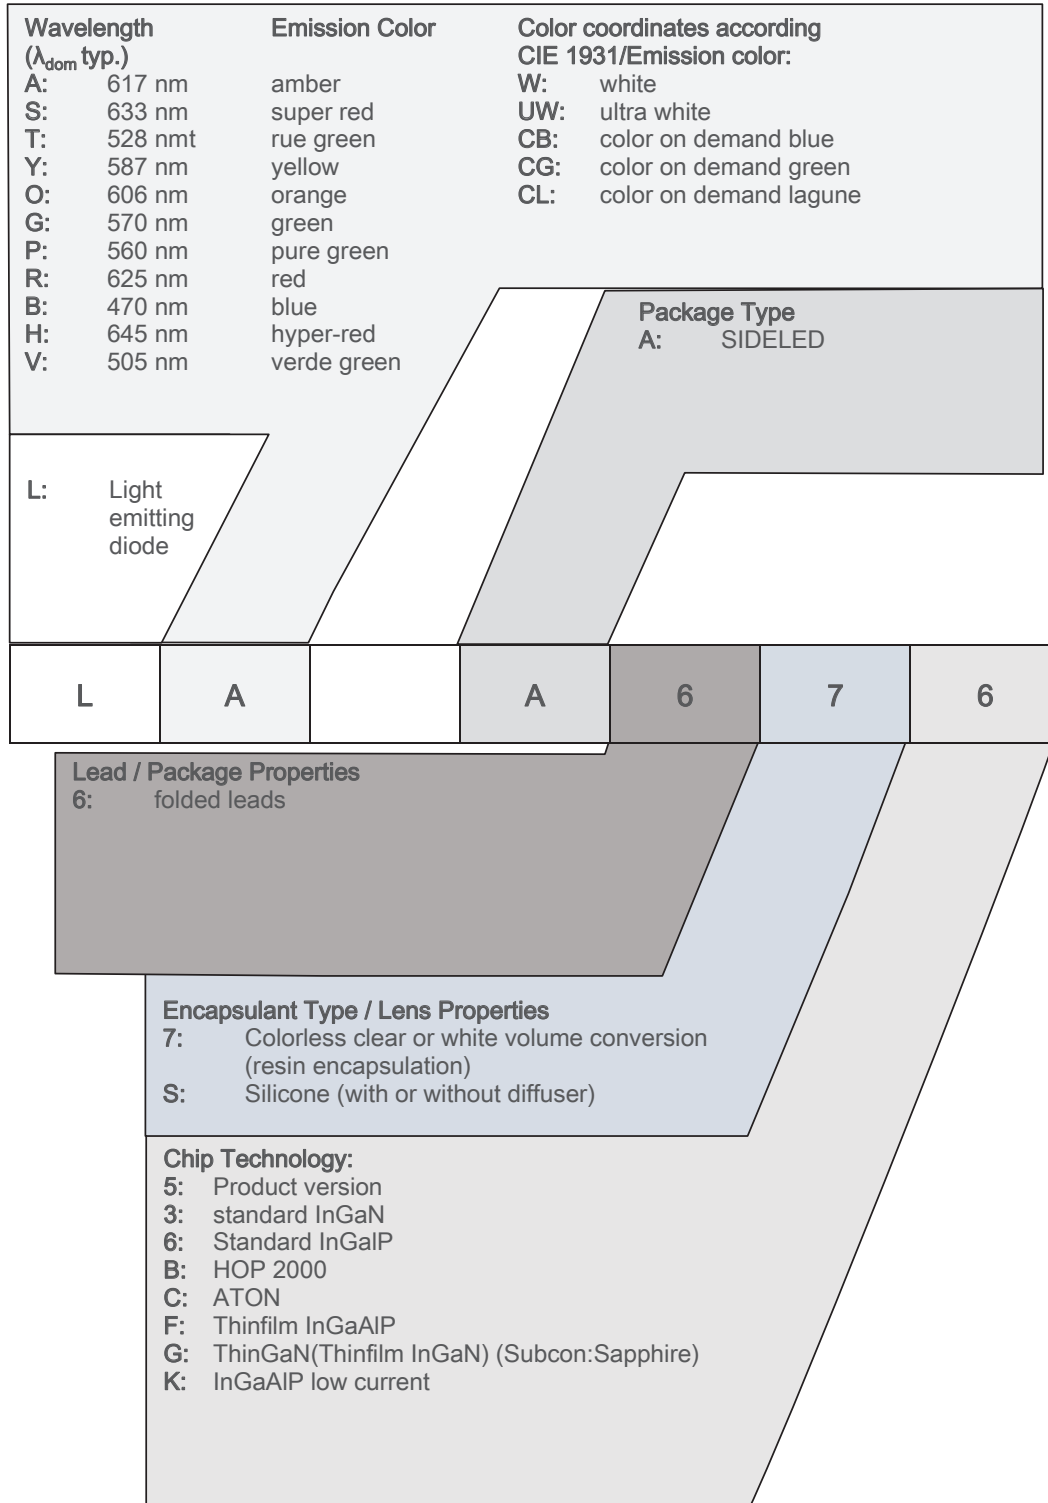 Wavelength Emission Color Color coordinates according
(λdom typ.) CIE 1931/Emission color:
A: 617 nm amber W: white
S: 633 nm super red UW: ultra white
T: 528 nmt rue green CB: color on demand blue
Y: 587 nm yellow CG: color on demand green
O: 606 nm orange CL: color on demand lagune
G: 570 nm green
P: 560 nm pure green
R: 625 nm red
B: 470 nm blue
H: 645 nm hyper-red
V: 505 nm verde green
Package Type
A: SIDELED
L: Light
emitting
diode
L A A 6 7 6
Lead / Package Properties
6: folded leads
Encapsulant Type / Lens Properties
7: Colorless clear or white volume conversion
(resin encapsulation)
S: Silicone (with or without diffuser)
Chip Technology:
5: Product version
3: standard InGaN
6: Standard InGalP
B: HOP 2000
C: ATON
F: Thinfilm InGaAlP
G: ThinGaN(Thinfilm InGaN) (Subcon:Sapphire)
K: InGaAlP low current